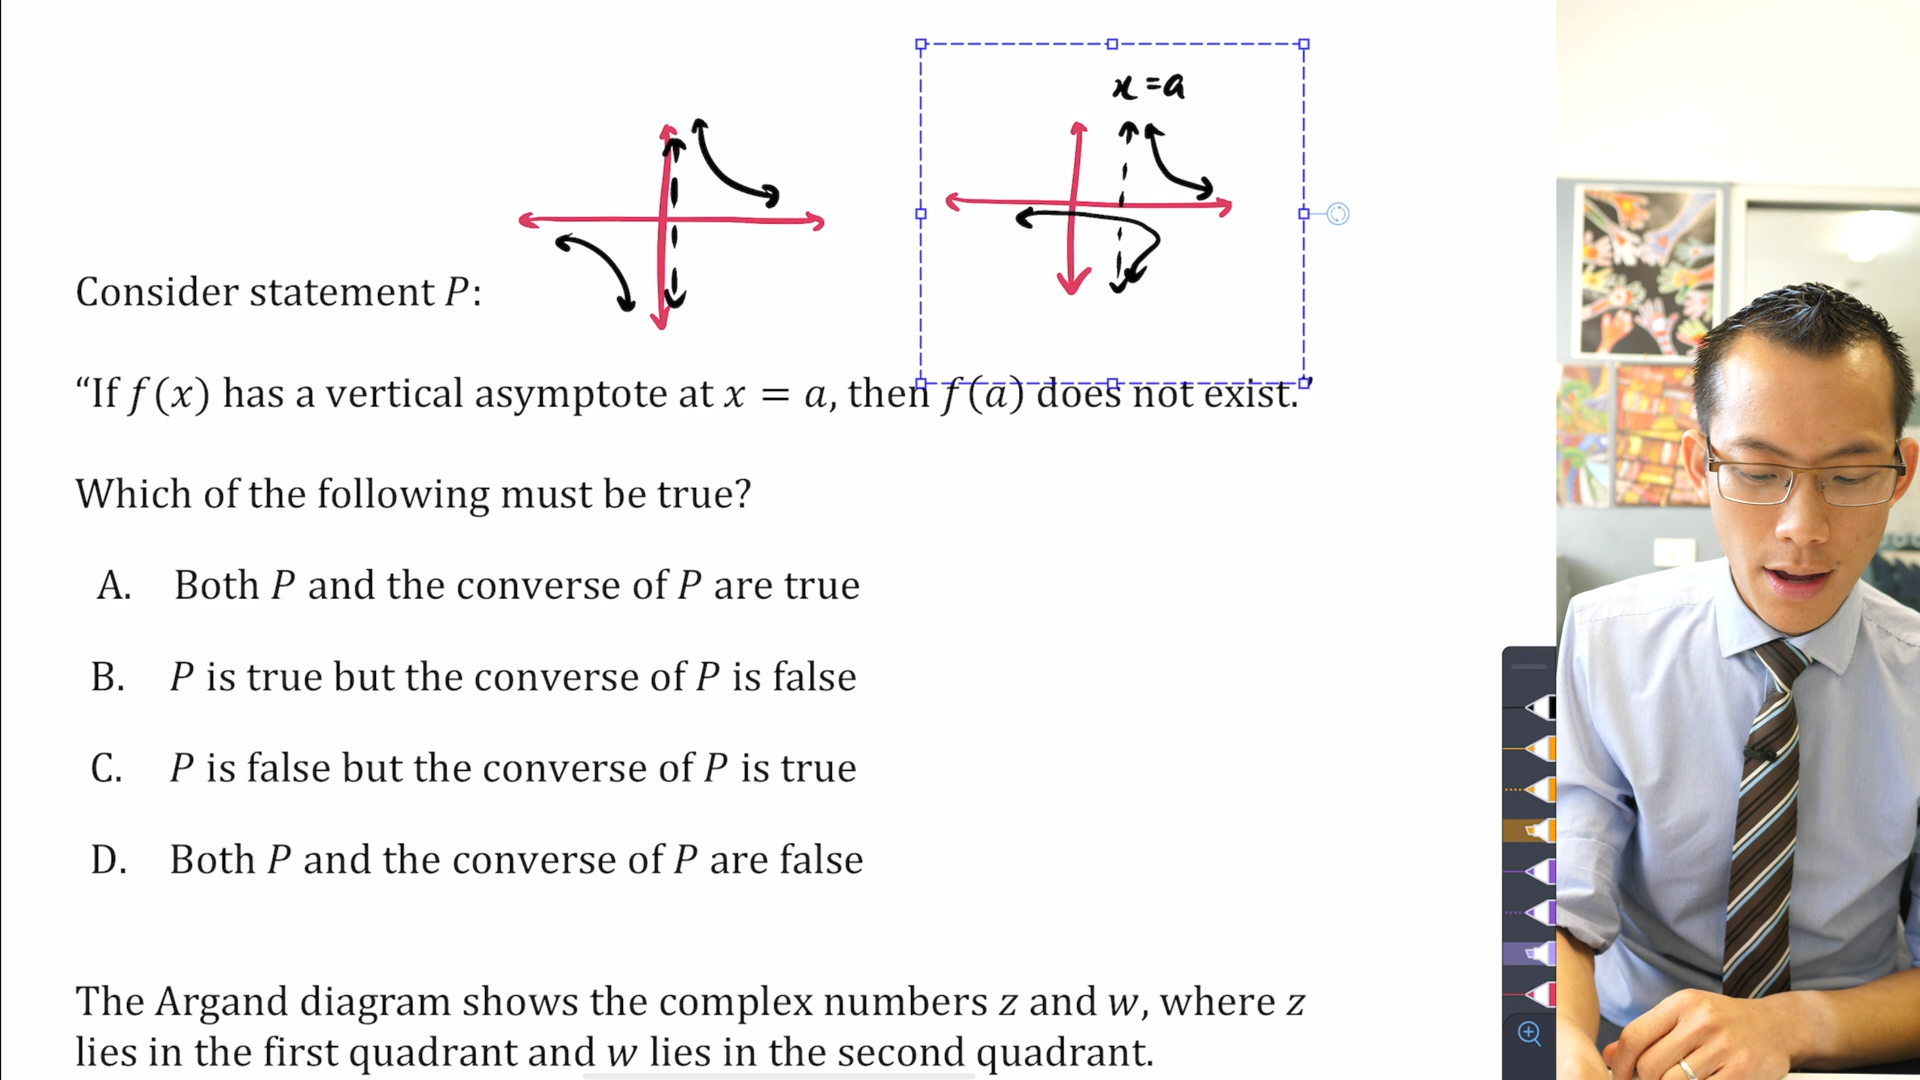 x = a
Consider statement P:
“If f(x) has a vertical asymptote at x = a, then f(a) does not exist.”
Which of the following must be true?
A. Both P and the converse of P are true
B. P is true but the converse of P is false
C. P is false but the converse of P is true
D. Both P and the converse of P are false
The Argand diagram shows the complex numbers z and w, where z
lies in the first quadrant and w lies in the second quadrant.